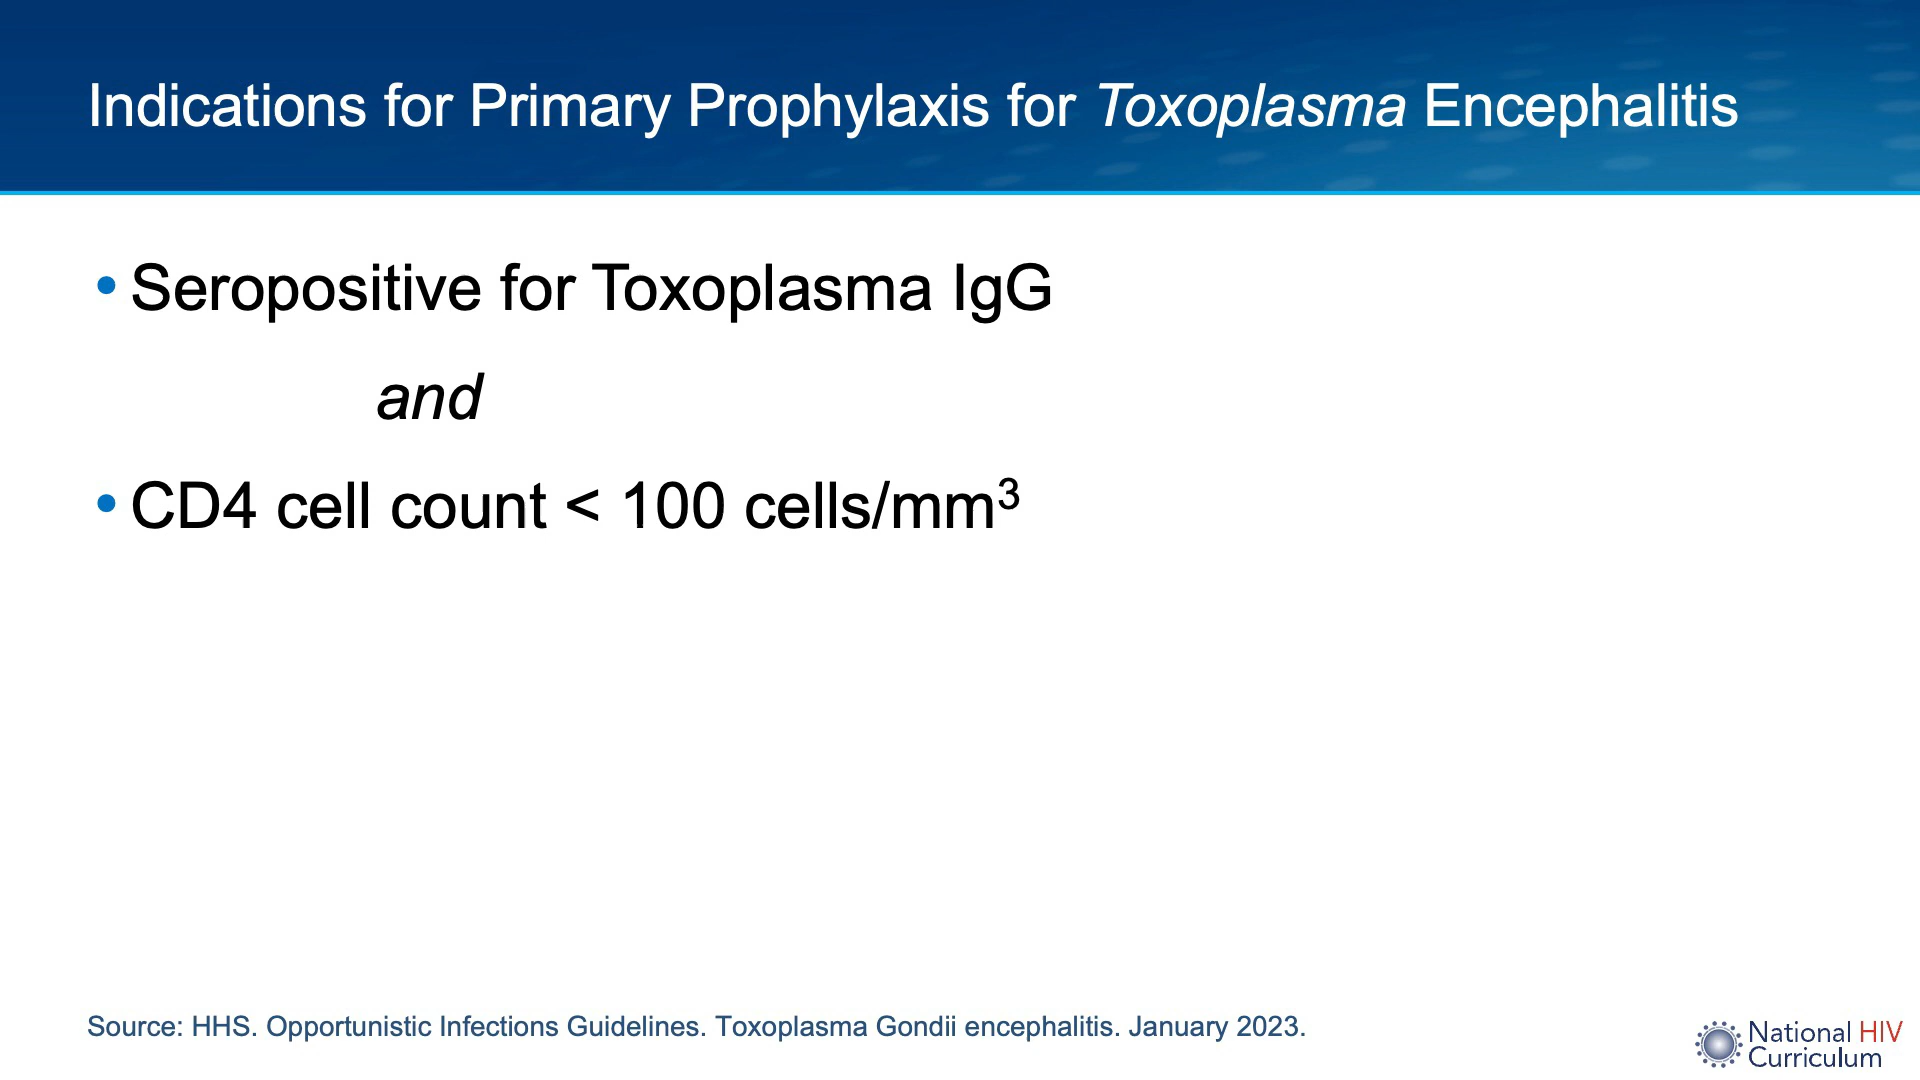 Indications for Primary Prophylaxis for Toxoplasma Encephalitis
• Seropositive for Toxoplasma IgG
and
• CD4 cell count < 100 cells/mm³
Source: HHS. Opportunistic Infections Guidelines. Toxoplasma Gondii encephalitis. January 2023.
National HIV
Curriculum